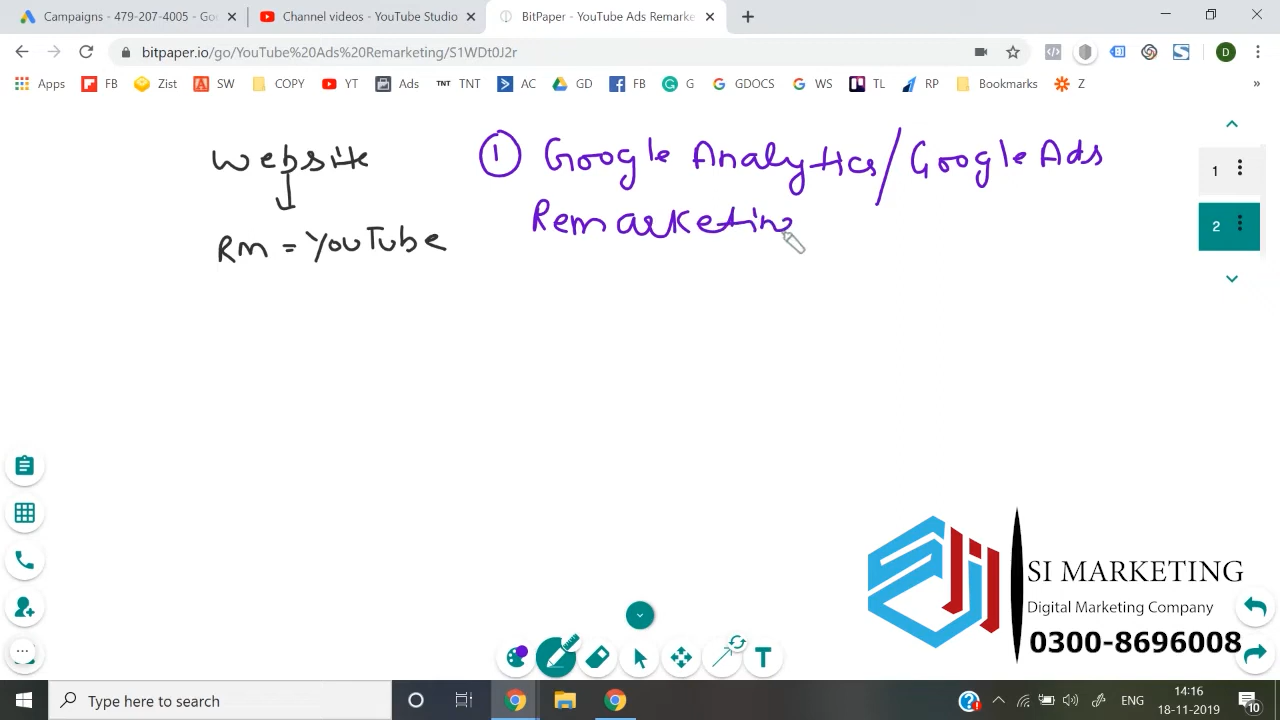 Campaigns - 479-207-4005 - Go
Channel videos - YouTube Studio
BitPaper - YouTube Ads Remarke
bitpaper.io/go/YouTube%20Ads%20Remarketing/S1WDt0J2r
D
Apps FB Zist SW COPY YT Ads TNT TNT AC GD FB G GDOCS WS TL RP Bookmarks Z »
Website
① Google Analytics/Google Ads
Remarketing
Rm = YouTube
1
2
SI MARKETING
Digital Marketing Company
0300-8696008
T
Type here to search
ENG
14:16
18-11-2019
10